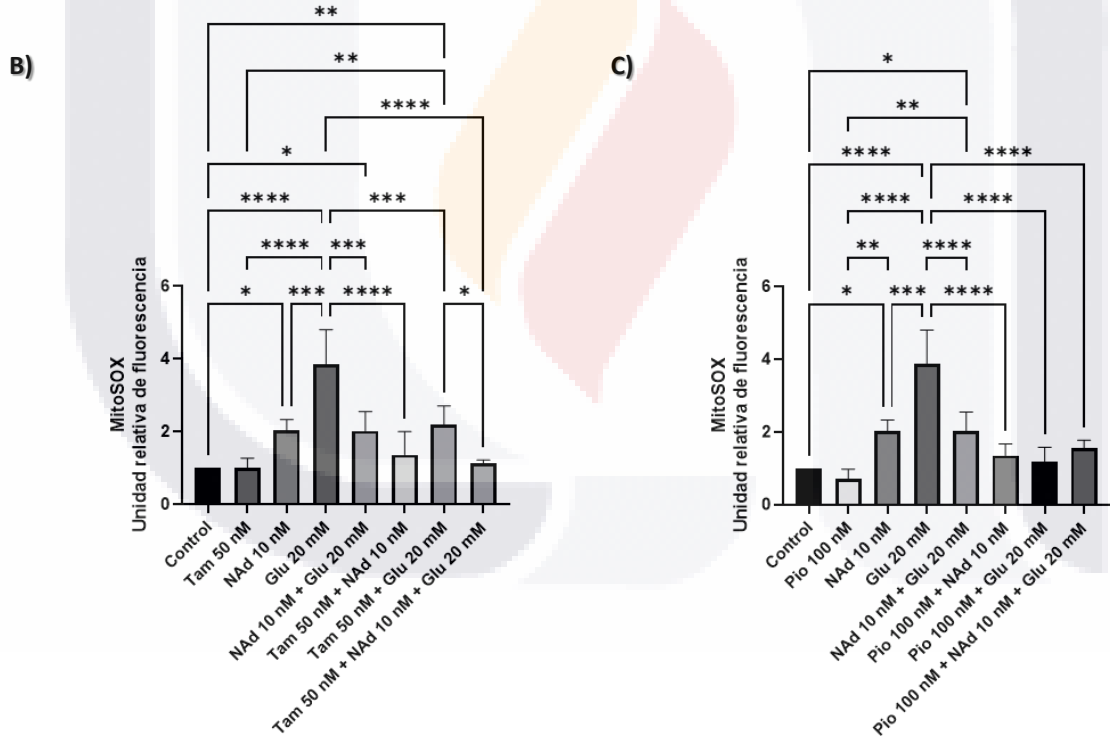 B)
**
**
****
*
****
***
****
***
*
***
****
*
MitoSOX
Unidad relativa de fluorescencia
6
4
2
0
Control
Tam 50 nM
NAd 10 nM
Glu 20 mM
NAd 10 nM + Glu 20 mM
Tam 50 nM + NAd 10 nM
Tam 50 nM + Glu 20 mM
Tam 50 nM + NAd 10 nM + Glu 20 mM
C)
*
**
****
****
****
****
**
****
*
***
****
MitoSOX
Unidad relativa de fluorescencia
6
4
2
0
Control
Pio 100 nM
NAd 10 nM
Glu 20 mM
NAd 10 nM + Glu 20 mM
Pio 100 nM + NAd 10 nM
Pio 100 nM + Glu 20 mM
Pio 100 nM + NAd 10 nM + Glu 20 mM